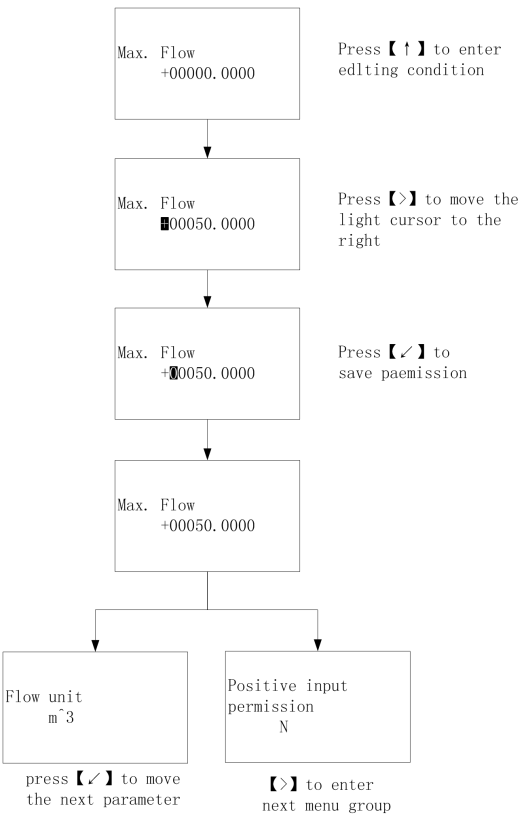 Max. Flow
+00000.0000
Press【↑】to enter
edlting condition
Max. Flow
+00050.0000
Press【>】to move the
light cursor to the
right
Max. Flow
+00050.0000
Press【↙】to
save paemission
Max. Flow
+00050.0000
Flow unit
m^3
press【↙】to move
the next parameter
Positive input
permission
N
【>】to enter
next menu group